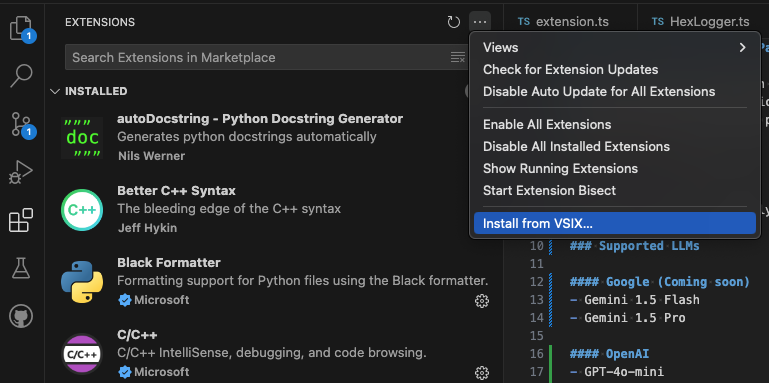 EXTENSIONS
Search Extensions in Marketplace
INSTALLED
"""
doc
"""
autoDocstring - Python Docstring Generator
Generates python docstrings automatically
Nils Werner
C++
Better C++ Syntax
The bleeding edge of the C++ syntax
Jeff Hykin
Black Formatter
Formatting support for Python files using the Black formatter.
Microsoft
C/C++
C/C++
C/C++ IntelliSense, debugging, and code browsing.
Microsoft
1
1
TS extension.ts
TS HexLogger.ts
Views
Check for Extension Updates
Disable Auto Update for All Extensions
Enable All Extensions
Disable All Installed Extensions
Show Running Extensions
Start Extension Bisect
Install from VSIX...
10 ### Supported LLMs
11
12 #### Google (Coming soon)
13 - Gemini 1.5 Flash
14 - Gemini 1.5 Pro
15
16 #### OpenAI
17 - GPT-4o-mini